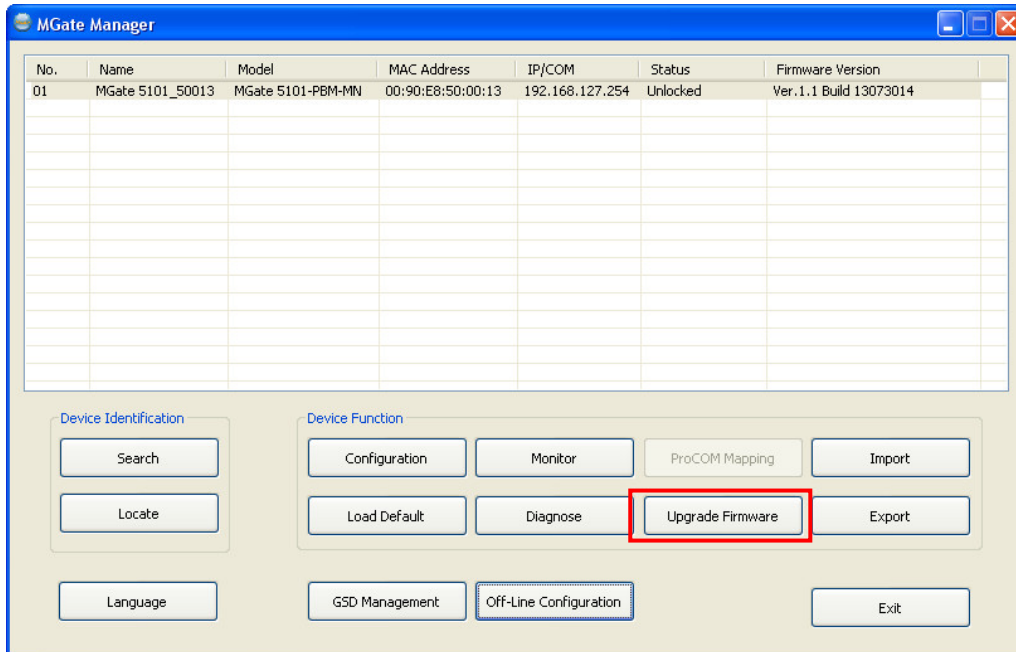 MGate Manager
No. Name Model MAC Address IP/COM Status Firmware Version
01 MGate 5101_50013 MGate 5101-PBM-MN 00:90:E8:50:00:13 192.168.127.254 Unlocked Ver.1.1 Build 13073014
Device Identification Device Function
Search Configuration Monitor ProCOM Mapping Import
Locate Load Default Diagnose Upgrade Firmware Export
Language GSD Management Off-Line Configuration Exit